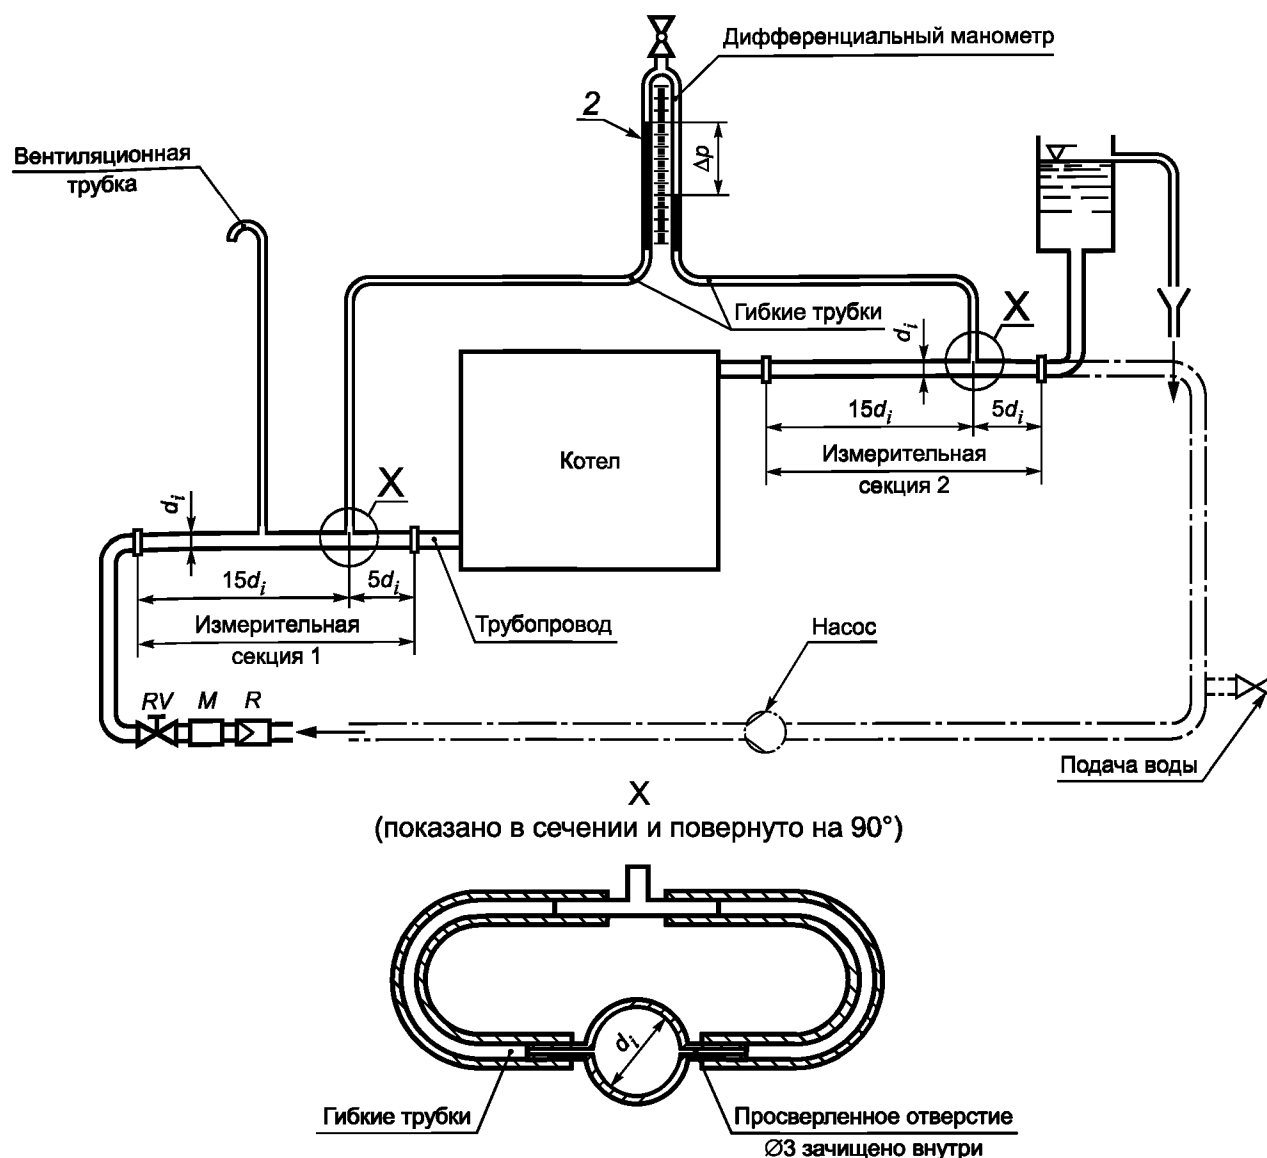 Дифференциальный манометр
2
Δp
Вентиляционная
трубка
Гибкие трубки
X
d_i
15d_i
5d_i
Измерительная
секция 2
Котел
X
d_i
15d_i
5d_i
Измерительная
секция 1
Трубопровод
Насос
RV M R
Подача воды
X
(показано в сечении и повернуто на 90°)
d_i
Гибкие трубки
Просверленное отверстие
∅3 зачищено внутри